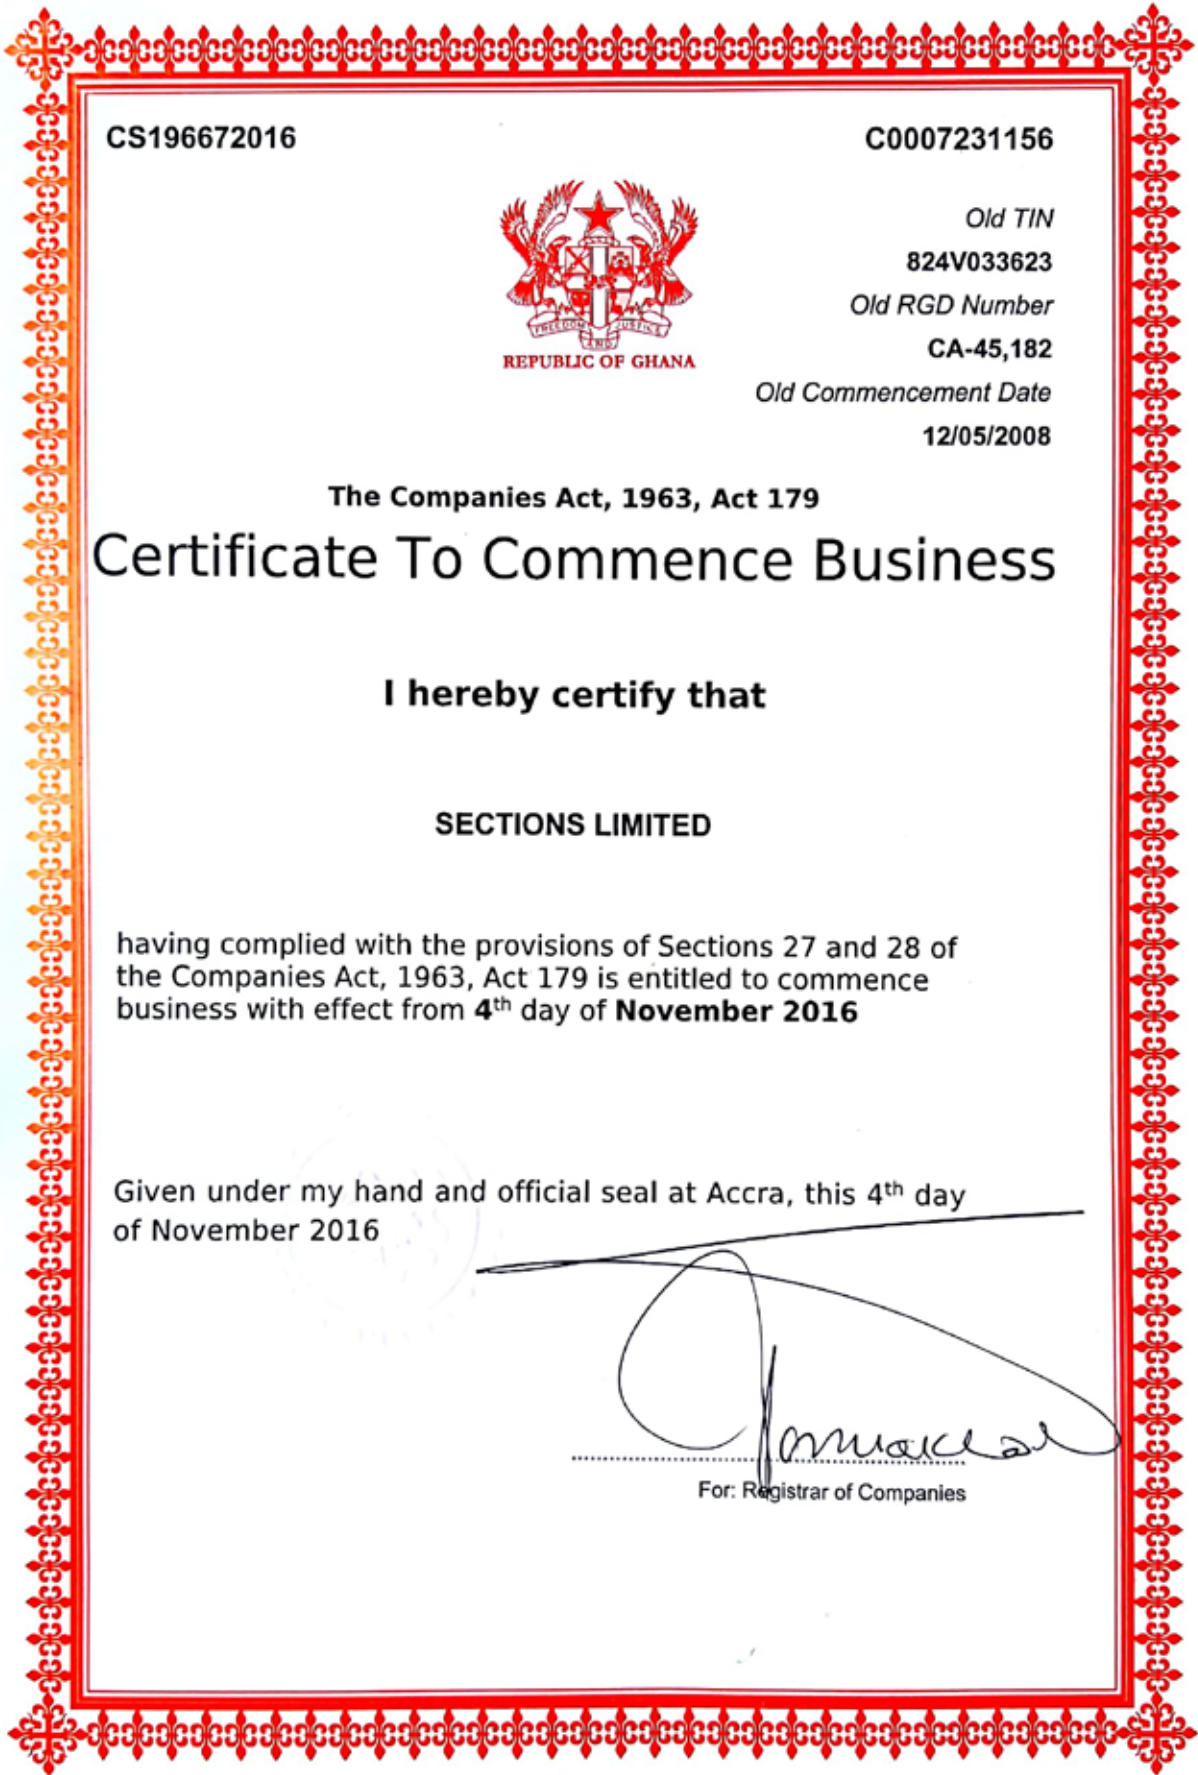 CS196672016
C0007231156
Old TIN
824V033623
Old RGD Number
CA-45,182
Old Commencement Date
12/05/2008
FREEDOM AND JUSTICE
REPUBLIC OF GHANA
The Companies Act, 1963, Act 179
Certificate To Commence Business
I hereby certify that
SECTIONS LIMITED
having complied with the provisions of Sections 27 and 28 of
the Companies Act, 1963, Act 179 is entitled to commence
business with effect from 4th day of November 2016
Given under my hand and official seal at Accra, this 4th day
of November 2016
For: Registrar of Companies